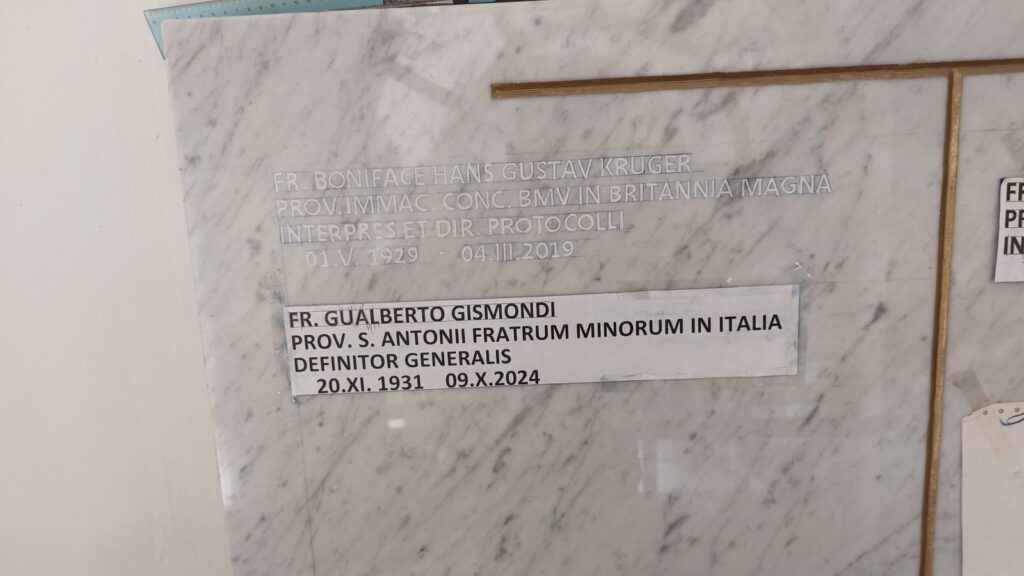 FR. BONIFACE HANS GUSTAV KRUGER
PROV. IMMAC. CONC. BMV IN BRITANNIA MAGNA
INTERPRES ET DIR. PROTOCOLLI
01.V. 1929 - 04.III.2019
FR. GUALBERTO GISMONDI
PROV. S. ANTONII FRATRUM MINORUM IN ITALIA
DEFINITOR GENERALIS
20.XI. 1931 09.X.2024